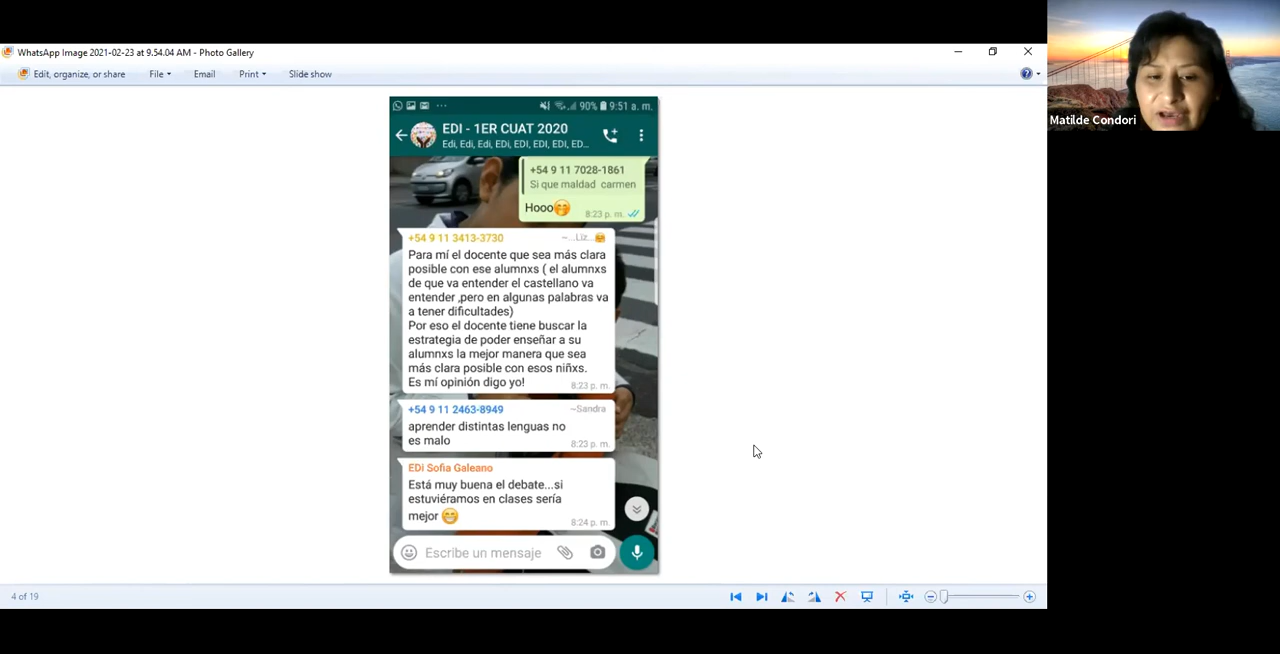 WhatsApp Image 2021-02-23 at 9.54.04 AM - Photo Gallery
Edit, organize, or share File Email Print Slide show
90% 9:51 a. m.
EDI - 1ER CUAT 2020
Edi, Edi, Edi, EDi, EDI, EDI, EDI, ED...
+54 9 11 7028-1861
Si que maldad carmen
Hooo🤭
8:23 p. m.
+54 9 11 3413-3730 ~...Liz...
Para mí el docente que sea más clara
posible con ese alumnxs ( el alumnxs
de que va entender el castellano va
entender ,pero en algunas palabras va
a tener dificultades)
Por eso el docente tiene buscar la
estrategia de poder enseñar a su
alumnxs la mejor manera que sea
más clara posible con esos niñxs.
Es mí opinión digo yo!
8:23 p. m.
+54 9 11 2463-8949 ~Sandra
aprender distintas lenguas no
es malo
8:23 p. m.
EDi Sofia Galeano
Está muy buena el debate...si
estuviéramos en clases sería
mejor 😁
8:24 p. m.
Escribe un mensaje
4 of 19
Matilde Condori